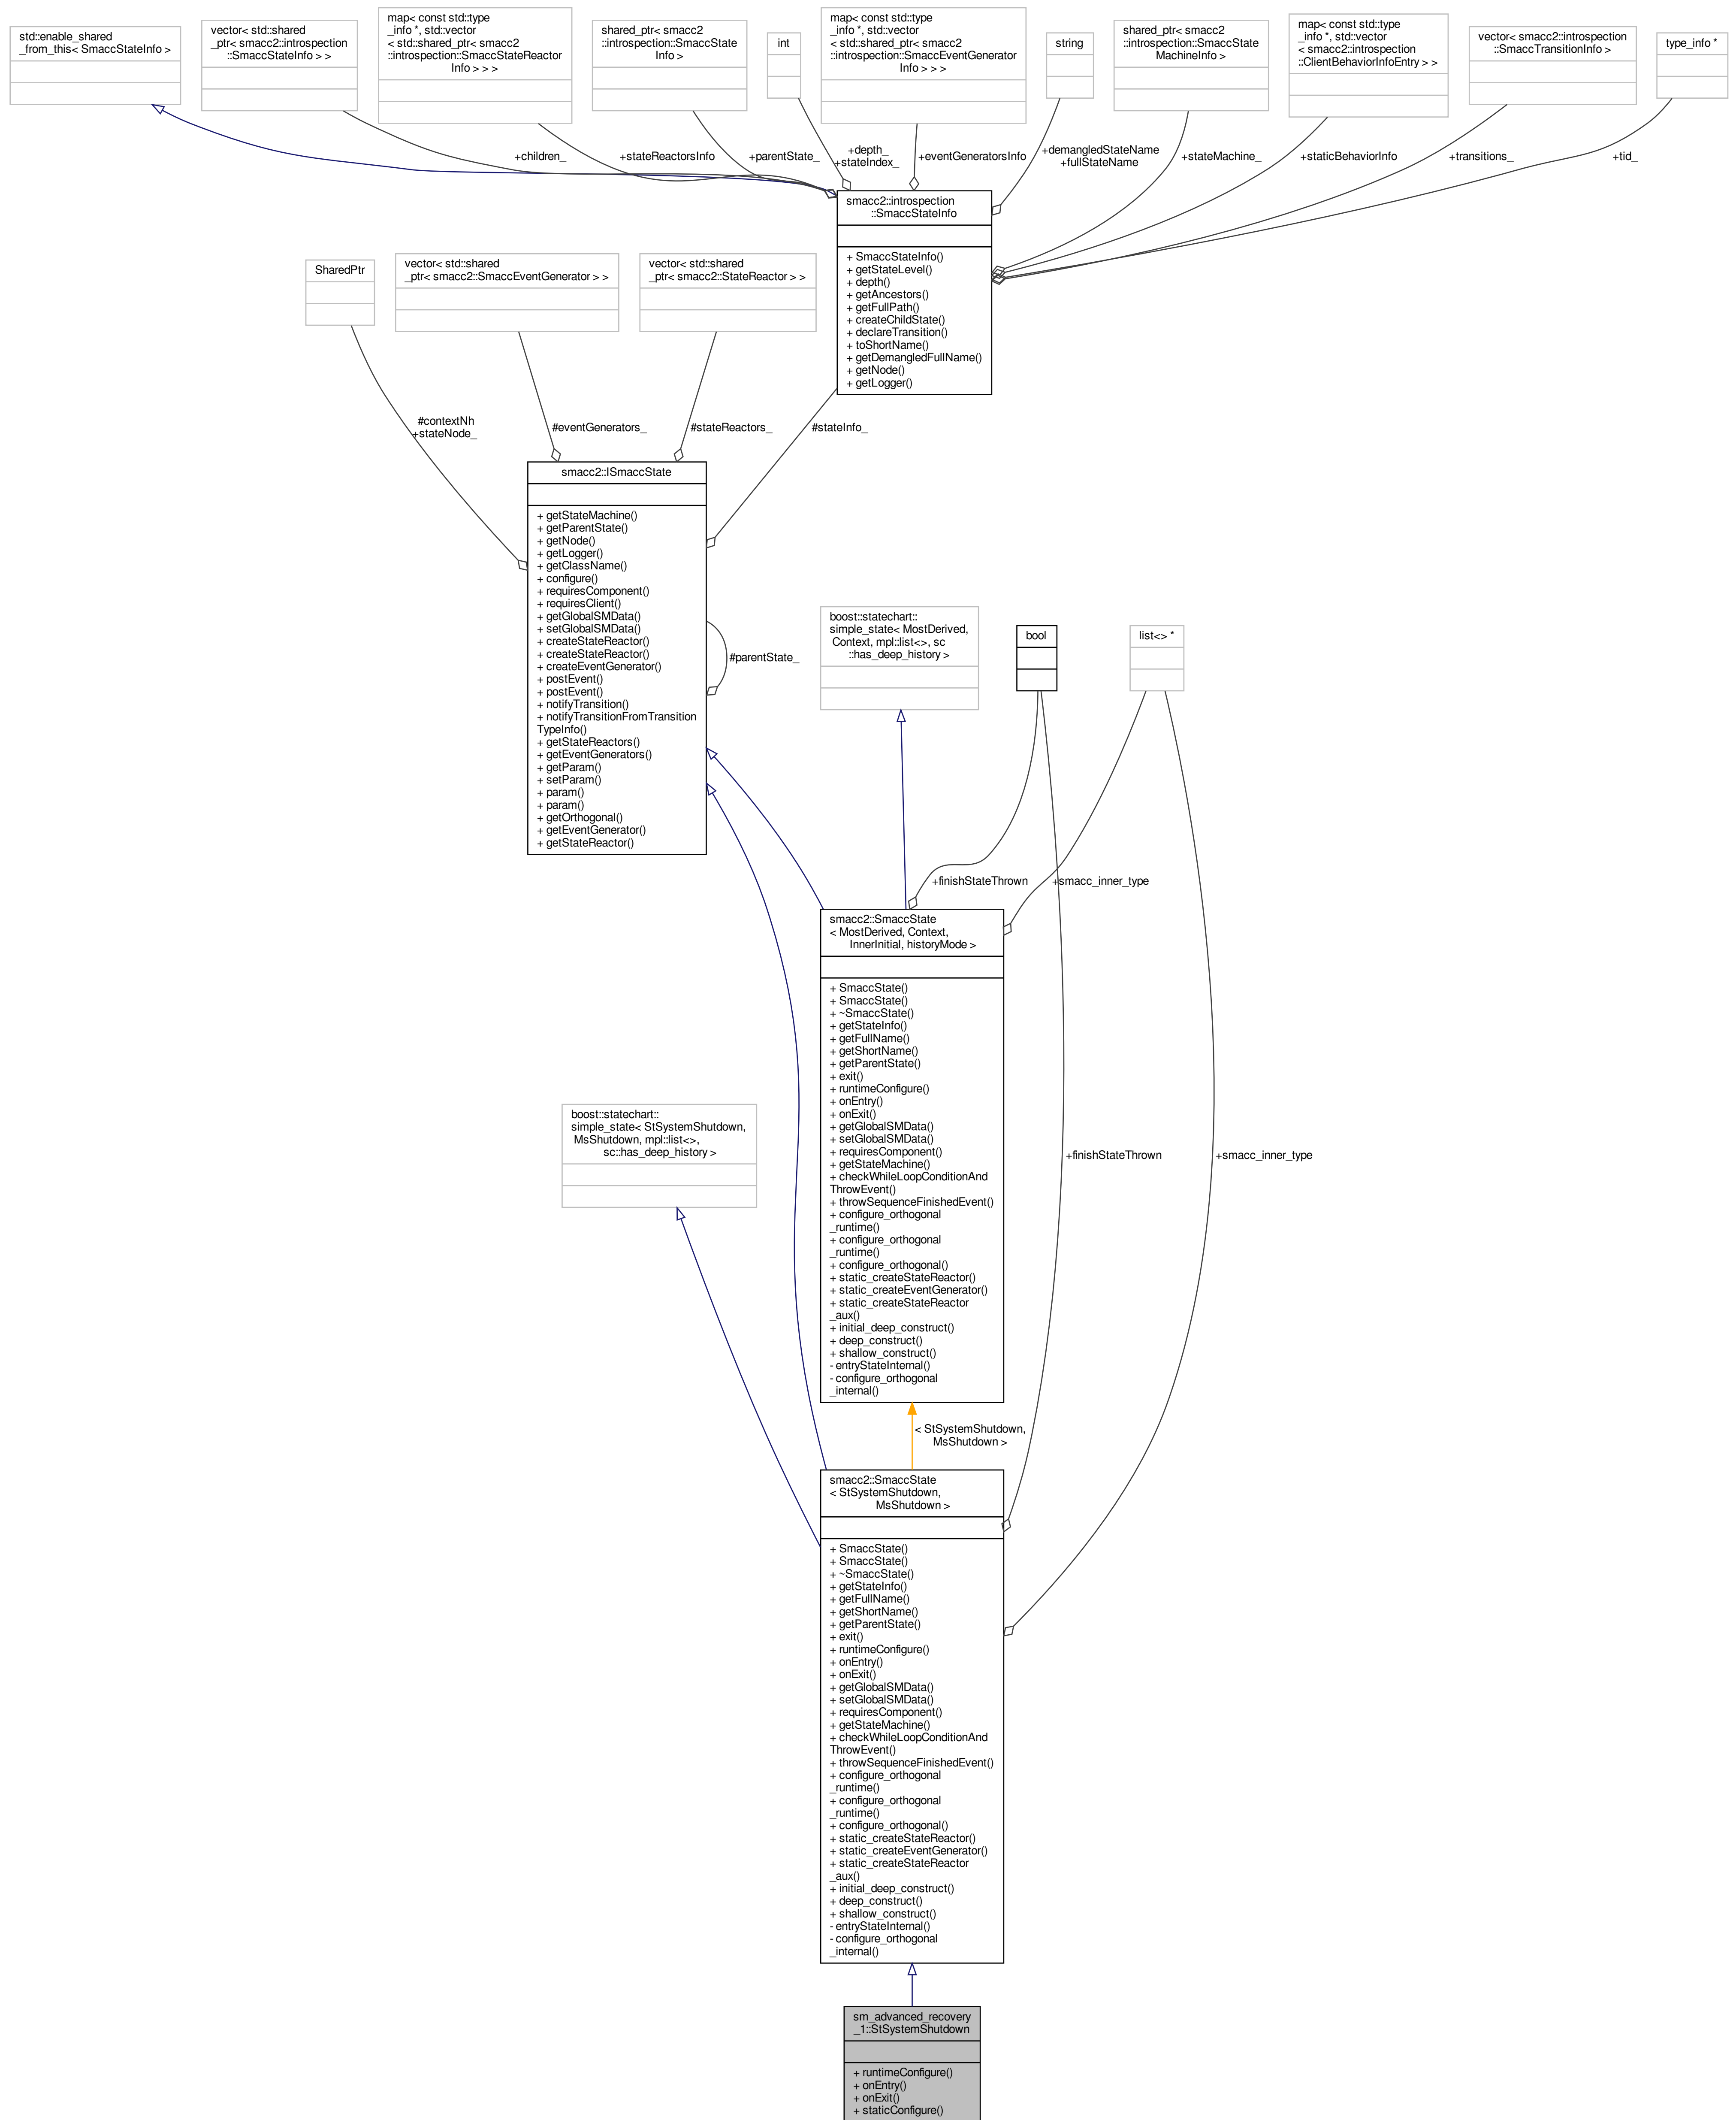 std::enable_shared
_from_this< SmaccStateInfo >
vector< std::shared
_ptr< smacc2::introspection
::SmaccStateInfo > >
map< const std::type
_info *, std::vector
< std::shared_ptr< smacc2
::introspection::SmaccStateReactor
Info > > >
shared_ptr< smacc2
::introspection::SmaccState
Info >
int
map< const std::type
_info *, std::vector
< std::shared_ptr< smacc2
::introspection::SmaccEventGenerator
Info > > >
string
shared_ptr< smacc2
::introspection::SmaccState
MachineInfo >
map< const std::type
_info *, std::vector
< smacc2::introspection
::ClientBehaviorInfoEntry > >
vector< smacc2::introspection
::SmaccTransitionInfo >
type_info *
+children_
+stateReactorsInfo
+parentState_
+depth_
+stateIndex_
+eventGeneratorsInfo
+demangledStateName
+fullStateName
+stateMachine_
+staticBehaviorInfo
+transitions_
+tid_
smacc2::introspection
::SmaccStateInfo
+ SmaccStateInfo()
+ getStateLevel()
+ depth()
+ getAncestors()
+ getFullPath()
+ createChildState()
+ declareTransition()
+ toShortName()
+ getDemangledFullName()
+ getNode()
+ getLogger()
SharedPtr
vector< std::shared
_ptr< smacc2::SmaccEventGenerator > >
vector< std::shared
_ptr< smacc2::StateReactor > >
#contextNh
+stateNode_
#eventGenerators_
#stateReactors_
#stateInfo_
smacc2::ISmaccState
+ getStateMachine()
+ getParentState()
+ getNode()
+ getLogger()
+ getClassName()
+ configure()
+ requiresComponent()
+ requiresClient()
+ getGlobalSMData()
+ setGlobalSMData()
+ createStateReactor()
+ createStateReactor()
+ createEventGenerator()
+ postEvent()
+ postEvent()
+ notifyTransition()
+ notifyTransitionFromTransition
TypeInfo()
+ getStateReactors()
+ getEventGenerators()
+ getParam()
+ setParam()
+ param()
+ param()
+ getOrthogonal()
+ getEventGenerator()
+ getStateReactor()
#parentState_
boost::statechart::
simple_state< MostDerived,
Context, mpl::list<>, sc
::has_deep_history >
bool
list<> *
+finishStateThrown
+smacc_inner_type
smacc2::SmaccState
< MostDerived, Context,
InnerInitial, historyMode >
+ SmaccState()
+ SmaccState()
+ ~SmaccState()
+ getStateInfo()
+ getFullName()
+ getShortName()
+ getParentState()
+ exit()
+ runtimeConfigure()
+ onEntry()
+ onExit()
+ getGlobalSMData()
+ setGlobalSMData()
+ requiresComponent()
+ getStateMachine()
+ checkWhileLoopConditionAnd
ThrowEvent()
+ throwSequenceFinishedEvent()
+ configure_orthogonal
_runtime()
+ configure_orthogonal
_runtime()
+ configure_orthogonal()
+ static_createStateReactor()
+ static_createEventGenerator()
+ static_createStateReactor
_aux()
+ initial_deep_construct()
+ deep_construct()
+ shallow_construct()
- entryStateInternal()
- configure_orthogonal
_internal()
boost::statechart::
simple_state< StSystemShutdown,
MsShutdown, mpl::list<>,
sc::has_deep_history >
+finishStateThrown
+smacc_inner_type
< StSystemShutdown,
MsShutdown >
smacc2::SmaccState
< StSystemShutdown,
MsShutdown >
+ SmaccState()
+ SmaccState()
+ ~SmaccState()
+ getStateInfo()
+ getFullName()
+ getShortName()
+ getParentState()
+ exit()
+ runtimeConfigure()
+ onEntry()
+ onExit()
+ getGlobalSMData()
+ setGlobalSMData()
+ requiresComponent()
+ getStateMachine()
+ checkWhileLoopConditionAnd
ThrowEvent()
+ throwSequenceFinishedEvent()
+ configure_orthogonal
_runtime()
+ configure_orthogonal
_runtime()
+ configure_orthogonal()
+ static_createStateReactor()
+ static_createEventGenerator()
+ static_createStateReactor
_aux()
+ initial_deep_construct()
+ deep_construct()
+ shallow_construct()
- entryStateInternal()
- configure_orthogonal
_internal()
sm_advanced_recovery
_1::StSystemShutdown
+ runtimeConfigure()
+ onEntry()
+ onExit()
+ staticConfigure()